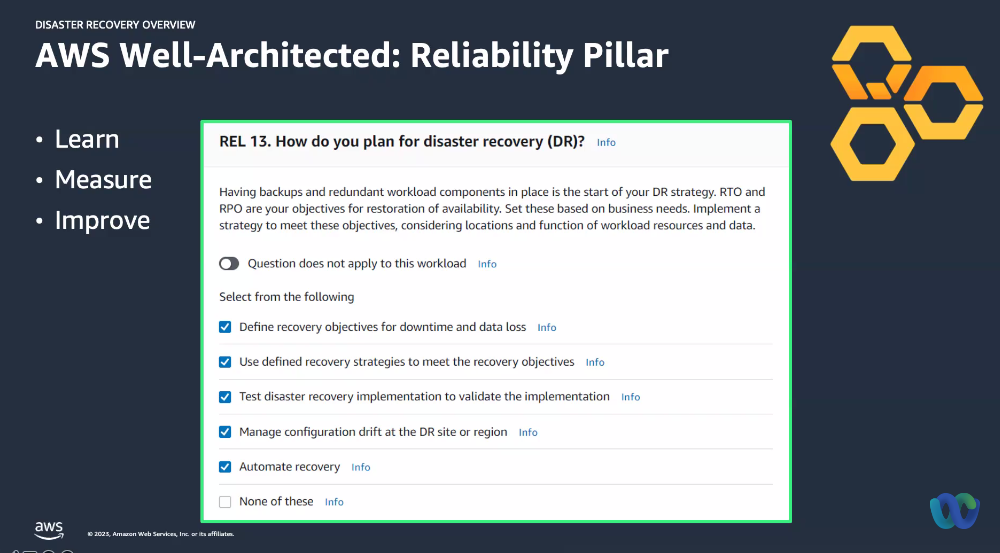 DISASTER RECOVERY OVERVIEW
AWS Well-Architected: Reliability Pillar
• Learn
• Measure
• Improve
REL 13. How do you plan for disaster recovery (DR)? Info
Having backups and redundant workload components in place is the start of your DR strategy. RTO and
RPO are your objectives for restoration of availability. Set these based on business needs. Implement a
strategy to meet these objectives, considering locations and function of workload resources and data.
Question does not apply to this workload Info
Select from the following
Define recovery objectives for downtime and data loss Info
Use defined recovery strategies to meet the recovery objectives Info
Test disaster recovery implementation to validate the implementation Info
Manage configuration drift at the DR site or region Info
Automate recovery Info
None of these Info
aws
© 2023, Amazon Web Services, Inc. or its affiliates.